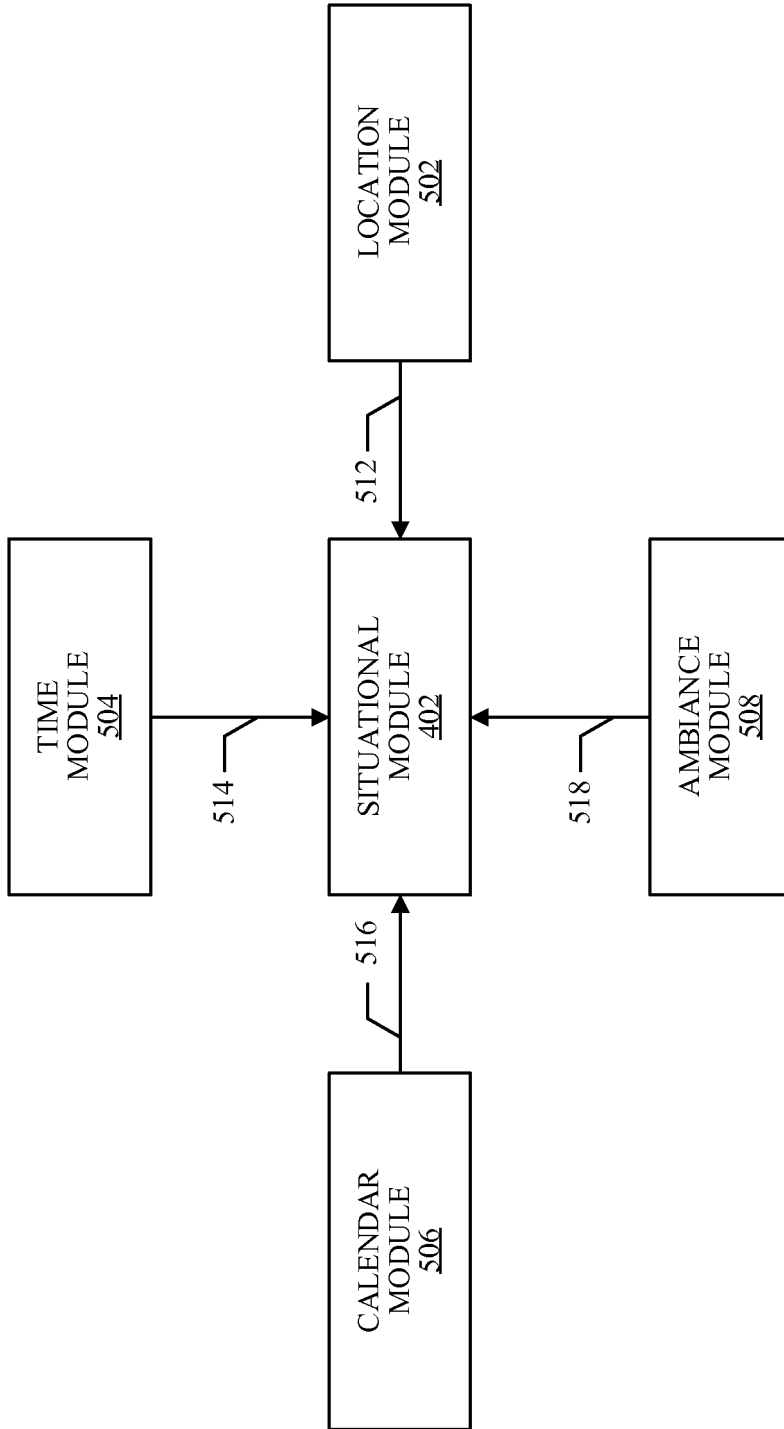 LOCATION
MODULE
502
512
TIME
MODULE
504
514
SITUATIONAL
MODULE
402
518
AMBIANCE
MODULE
508
516
CALENDAR
MODULE
506